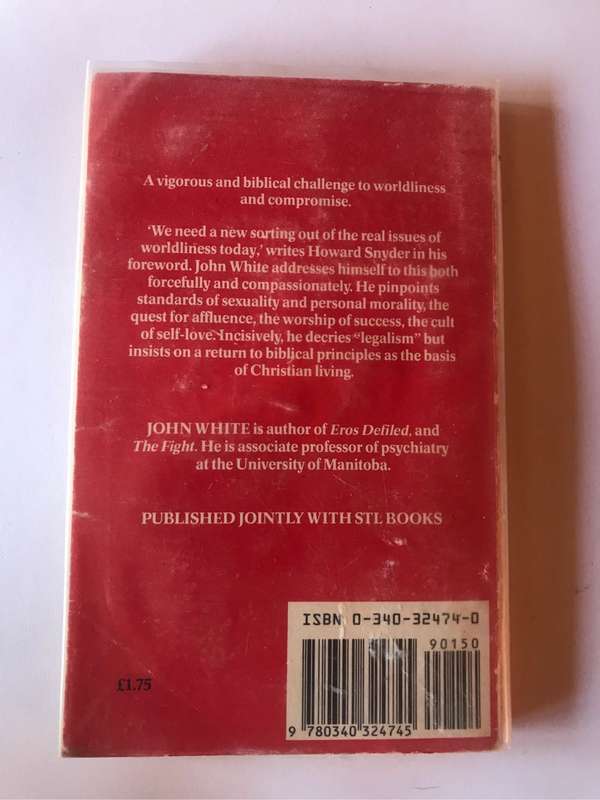 A vigorous and biblical challenge to worldliness
and compromise.
‘We need a new sorting out of the real issues of
worldliness today,’ writes Howard Snyder in his
foreword. John White addresses himself to this both
forcefully and compassionately. He pinpoints
standards of sexuality and personal morality, the
quest for affluence, the worship of success, the cult
of self-love. Incisively, he decries “legalism” but
insists on a return to biblical principles as the basis
of Christian living.
JOHN WHITE is author of Eros Defiled, and
The Fight. He is associate professor of psychiatry
at the University of Manitoba.
PUBLISHED JOINTLY WITH STL BOOKS
ISBN 0-340-32474-0
90150
£1.75
9 780340 324745